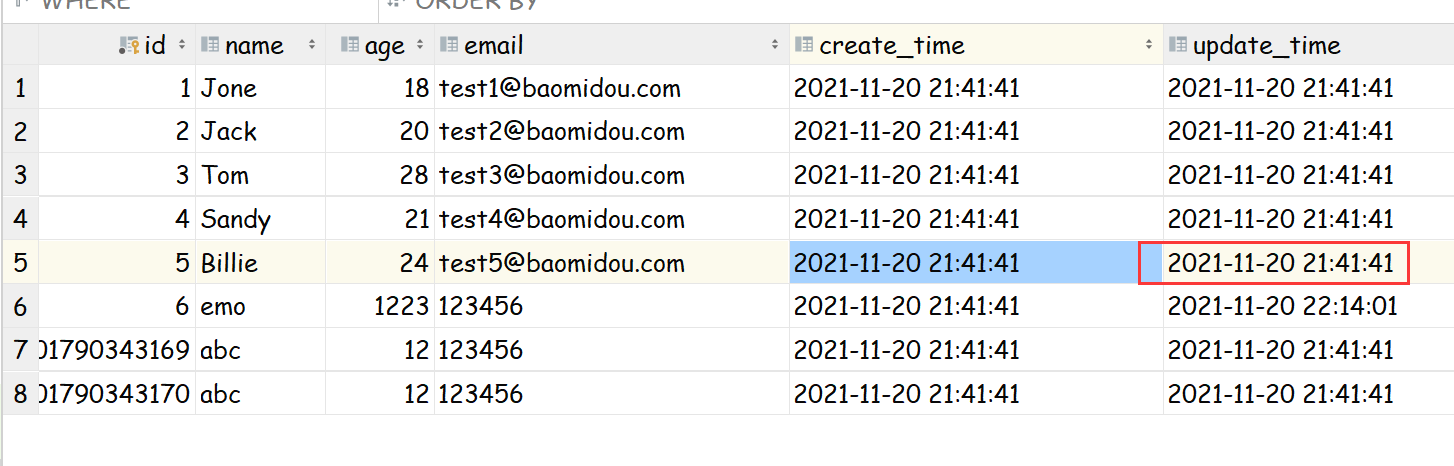 WHERE ORDER BY
id name age email create_time update_time
1 1 Jone 18 test1@baomidou.com 2021-11-20 21:41:41 2021-11-20 21:41:41
2 2 Jack 20 test2@baomidou.com 2021-11-20 21:41:41 2021-11-20 21:41:41
3 3 Tom 28 test3@baomidou.com 2021-11-20 21:41:41 2021-11-20 21:41:41
4 4 Sandy 21 test4@baomidou.com 2021-11-20 21:41:41 2021-11-20 21:41:41
5 5 Billie 24 test5@baomidou.com 2021-11-20 21:41:41 2021-11-20 21:41:41
6 6 emo 1223 123456 2021-11-20 21:41:41 2021-11-20 22:14:01
7 01790343169 abc 12 123456 2021-11-20 21:41:41 2021-11-20 21:41:41
8 01790343170 abc 12 123456 2021-11-20 21:41:41 2021-11-20 21:41:41